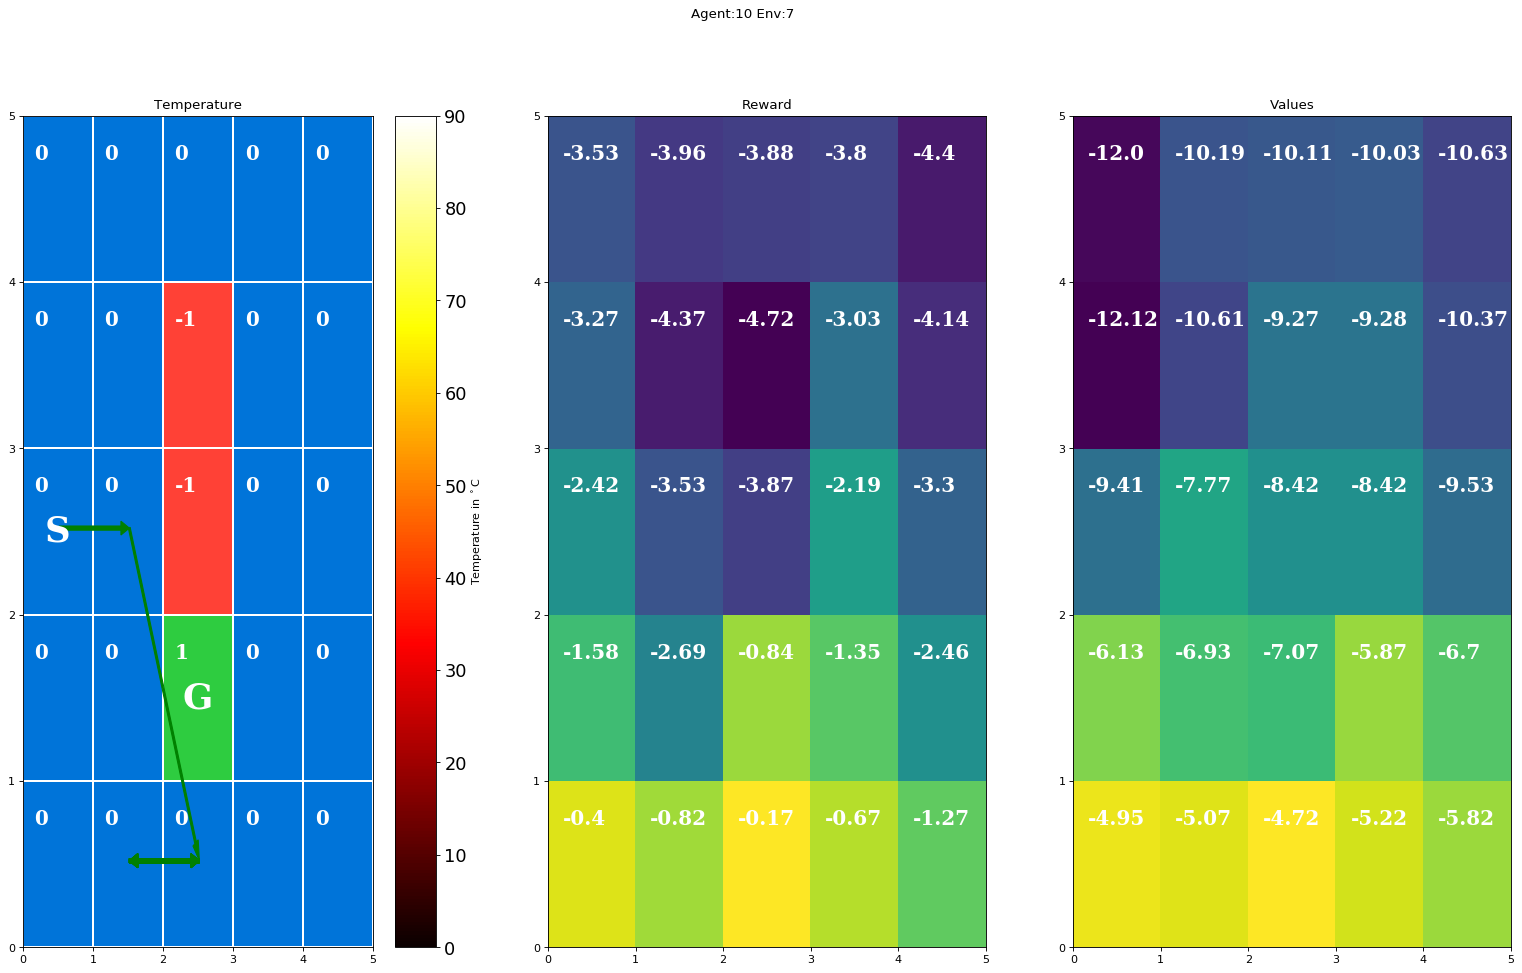 Agent:10 Env:7
Temperature
5
4
3
2
1
0
0 1 2 3 4 5
0 0 0 0 0
0 0 -1 0 0
0 0 -1 0 0
S
0 0 1 0 0
G
0 0 0 0 0
90
80
70
60
50
40
30
20
10
0
Temperature in °C
Reward
5
4
3
2
1
0
0 1 2 3 4 5
-3.53 -3.96 -3.88 -3.8 -4.4
-3.27 -4.37 -4.72 -3.03 -4.14
-2.42 -3.53 -3.87 -2.19 -3.3
-1.58 -2.69 -0.84 -1.35 -2.46
-0.4 -0.82 -0.17 -0.67 -1.27
Values
5
4
3
2
1
0
0 1 2 3 4 5
-12.0 -10.19 -10.11 -10.03 -10.63
-12.12 -10.61 -9.27 -9.28 -10.37
-9.41 -7.77 -8.42 -8.42 -9.53
-6.13 -6.93 -7.07 -5.87 -6.7
-4.95 -5.07 -4.72 -5.22 -5.82